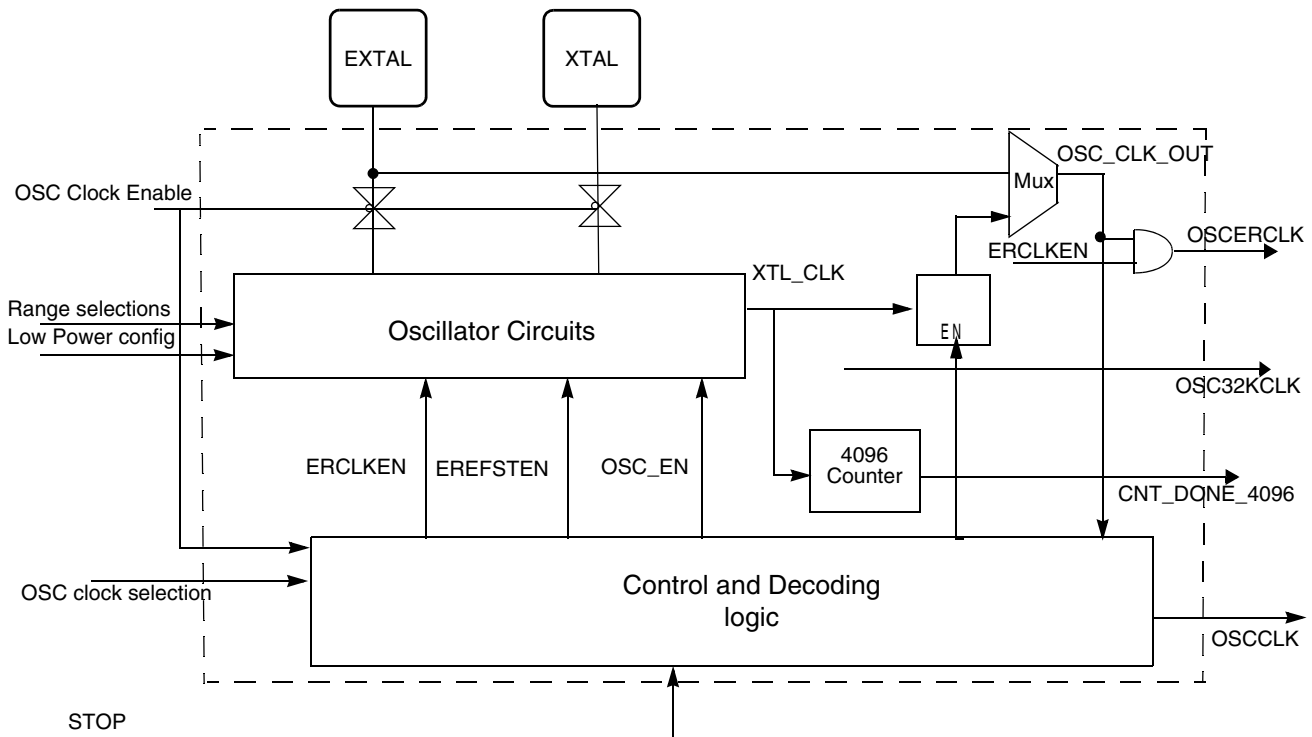 EXTAL
XTAL
OSC_CLK_OUT
Mux
OSC Clock Enable
OSCERCLK
ERCLKEN
XTL_CLK
Range selections
Oscillator Circuits
EN
Low Power config
OSC32KCLK
ERCLKEN
EREFSTEN
OSC_EN
4096
Counter
CNT_DONE_4096
Control and Decoding
logic
OSC clock selection
OSCCLK
STOP